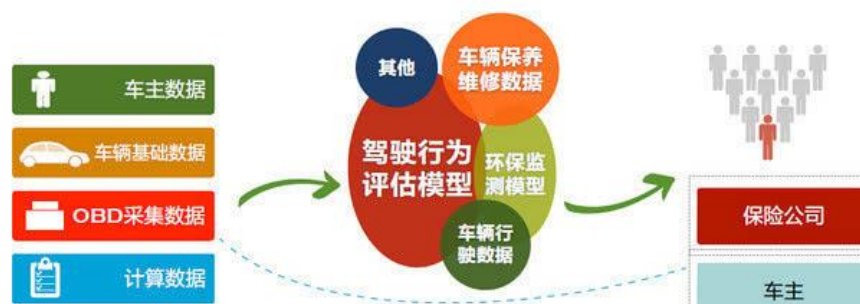 车主数据
车辆基础数据
OBD采集数据
计算数据
其他
车辆保养
维修数据
驾驶行为
评估模型
环保监
测模型
车辆行
驶数据
保险公司
车主